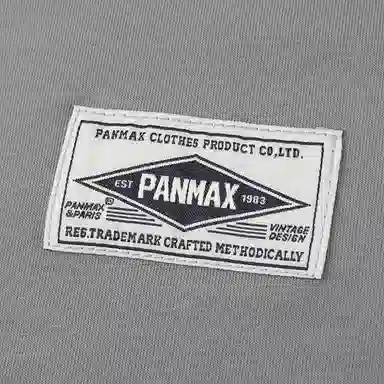 PANMAX CLOTHES PRODUCT CO,LTD.
EST PANMAX 1983
PANMAX ®
&PARIS
VINTAGE
DESIGN
REG.TRADEMARK CRAFTED METHODICALLY